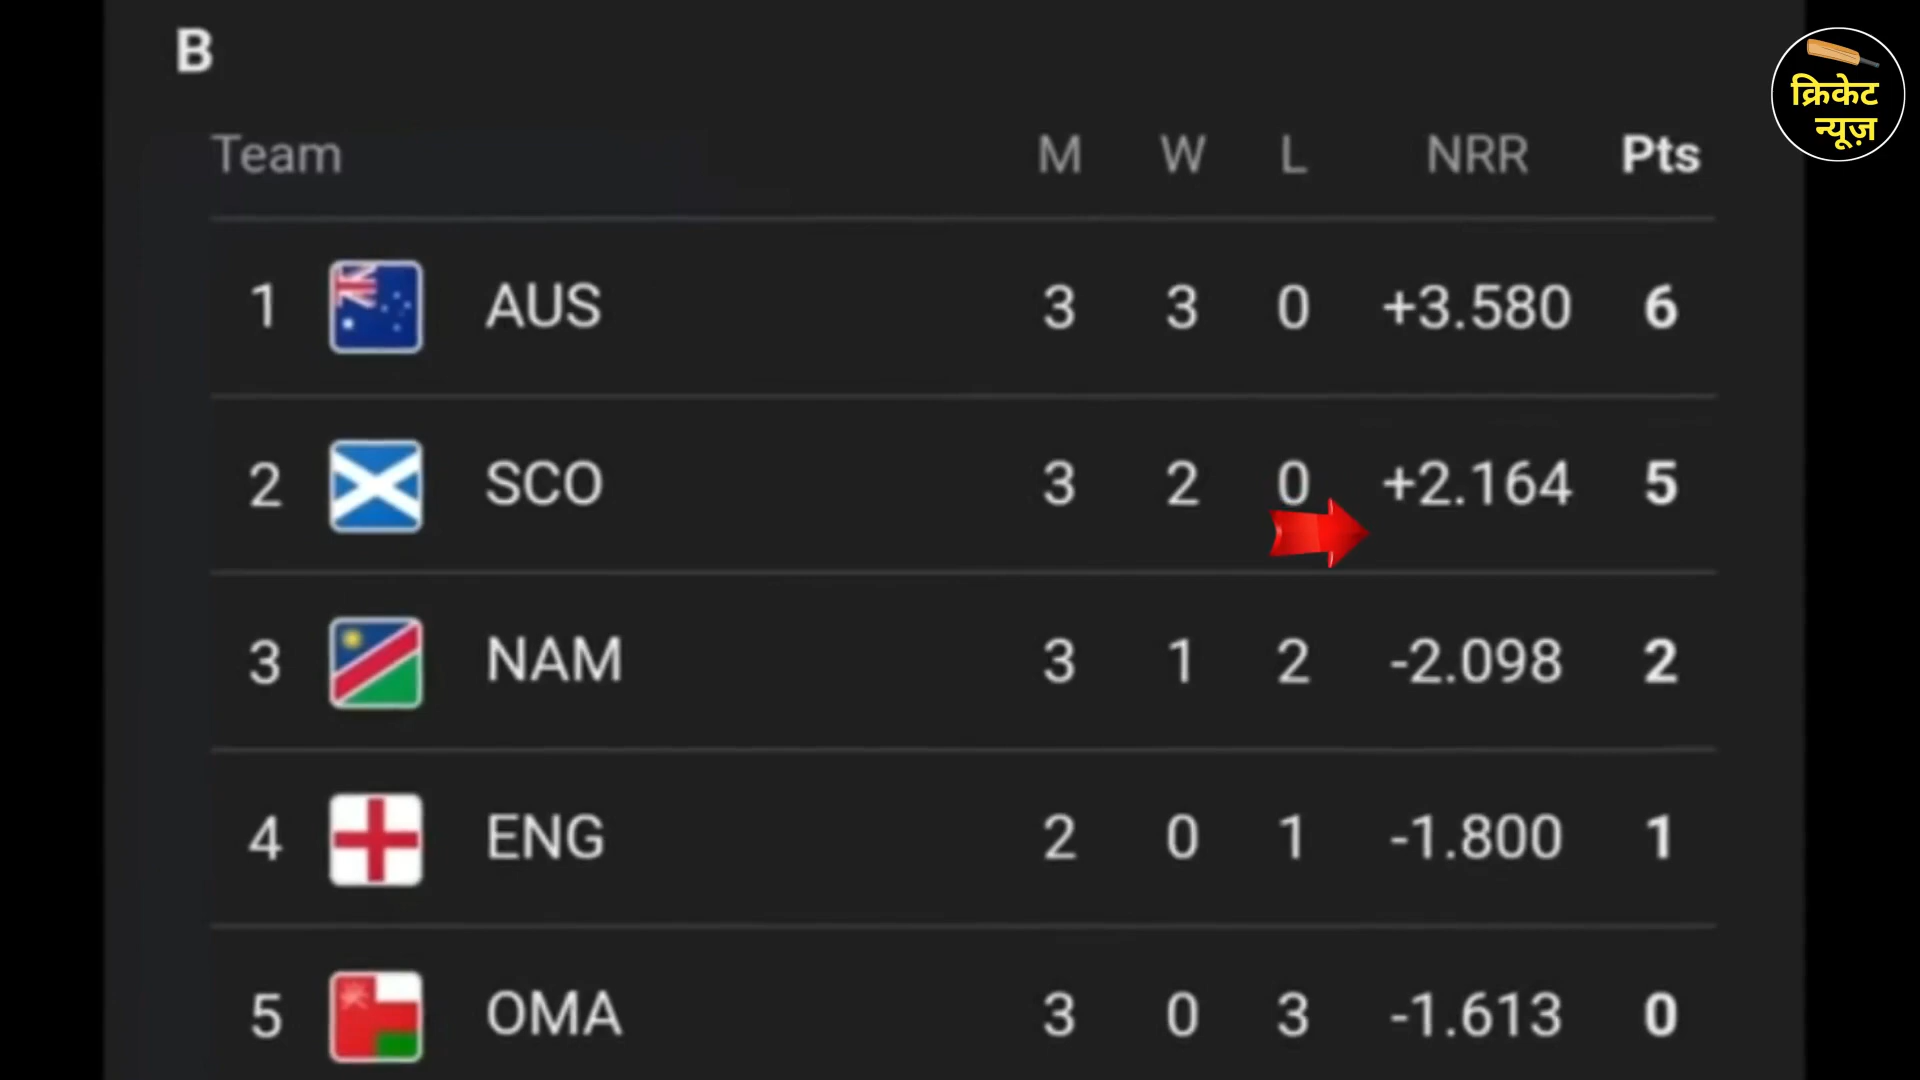 B
क्रिकेट
न्यूज़
Team M W L NRR Pts
1 AUS 3 3 0 +3.580 6
2 SCO 3 2 0 +2.164 5
3 NAM 3 1 2 -2.098 2
4 ENG 2 0 1 -1.800 1
5 OMA 3 0 3 -1.613 0